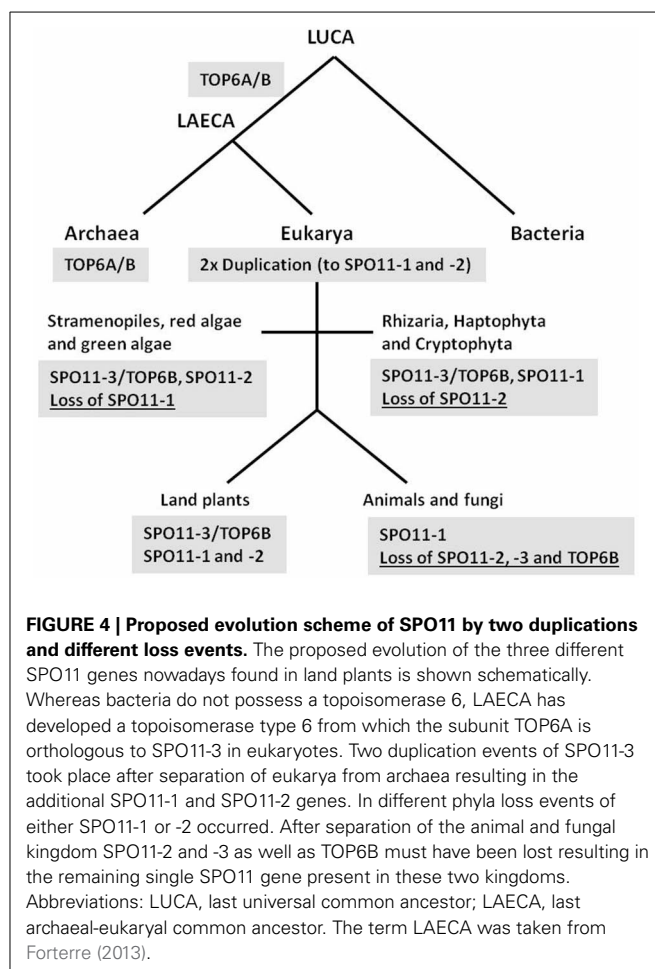 LUCA
TOP6A/B
LAECA
Archaea
Eukarya
Bacteria
TOP6A/B
2x Duplication (to SPO11-1 and -2)
Stramenopiles, red algae
and green algae
Rhizaria, Haptophyta
and Cryptophyta
SPO11-3/TOP6B, SPO11-2
Loss of SPO11-1
SPO11-3/TOP6B, SPO11-1
Loss of SPO11-2
Land plants
Animals and fungi
SPO11-3/TOP6B
SPO11-1 and -2
SPO11-1
Loss of SPO11-2, -3 and TOP6B
FIGURE 4 | Proposed evolution scheme of SPO11 by two duplications
and different loss events. The proposed evolution of the three different
SPO11 genes nowadays found in land plants is shown schematically.
Whereas bacteria do not possess a topoisomerase 6, LAECA has
developed a topoisomerase type 6 from which the subunit TOP6A is
orthologous to SPO11-3 in eukaryotes. Two duplication events of SPO11-3
took place after separation of eukarya from archaea resulting in the
additional SPO11-1 and SPO11-2 genes. In different phyla loss events of
either SPO11-1 or -2 occurred. After separation of the animal and fungal
kingdom SPO11-2 and -3 as well as TOP6B must have been lost resulting in
the remaining single SPO11 gene present in these two kingdoms.
Abbreviations: LUCA, last universal common ancestor; LAECA, last
archaeal-eukaryal common ancestor. The term LAECA was taken from
Forterre (2013).